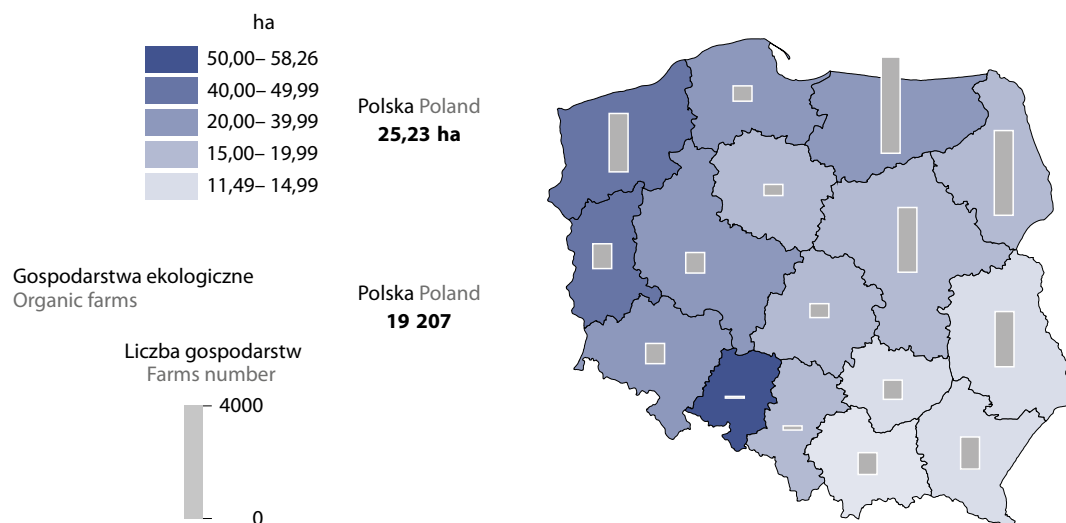 ha
50,00– 58,26
40,00– 49,99
20,00– 39,99
15,00– 19,99
11,49– 14,99
Polska Poland
25,23 ha
Gospodarstwa ekologiczne
Organic farms
Polska Poland
19 207
Liczba gospodarstw
Farms number
4000
0